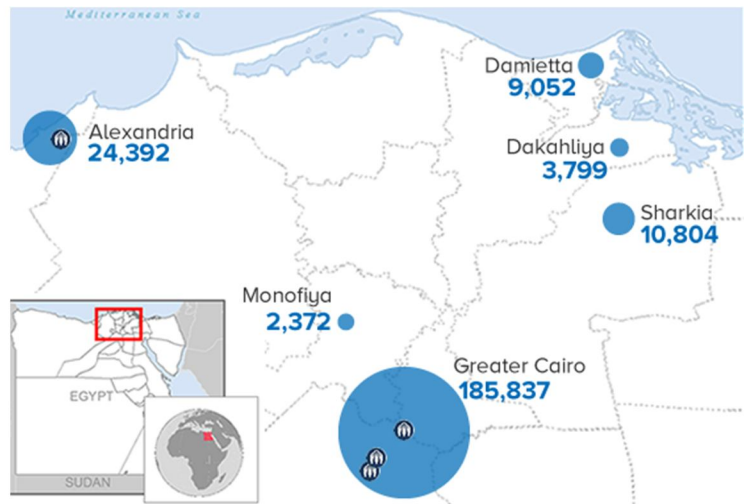 Mediterranean Sea
Damietta
9,052
Alexandria
24,392
Dakahliya
3,799
Sharkia
10,804
Monofiya
2,372
Greater Cairo
185,837
EGYPT
SUDAN